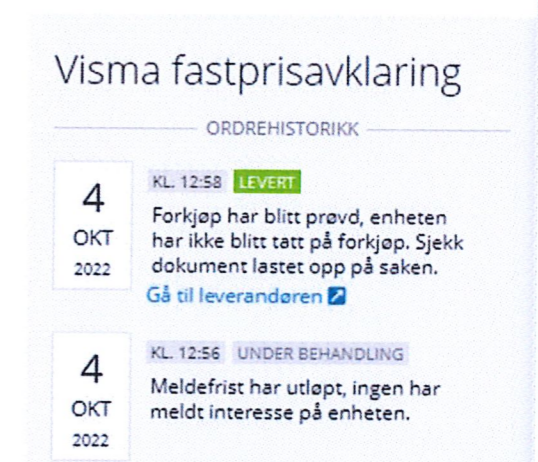 Visma fastprisavklaring
ORDREHISTORIKK
4
OKT
2022
KL. 12:58 LEVERT
Forkjøp har blitt prøvd, enheten
har ikke blitt tatt på forkjøp. Sjekk
dokument lastet opp på saken.
Gå til leverandøren
4
OKT
2022
KL. 12:56 UNDER BEHANDLING
Meldefrist har utløpt, ingen har
meldt interesse på enheten.